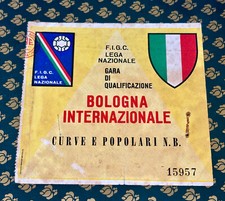 F.I.G.C.
LEGA
NAZIONALE
F.I.G.C.
LEGA
NAZIONALE
GARA
DI
QUALIFICAZIONE
BOLOGNA
INTERNAZIONALE
CURVE E POPOLARI N.B.
15957